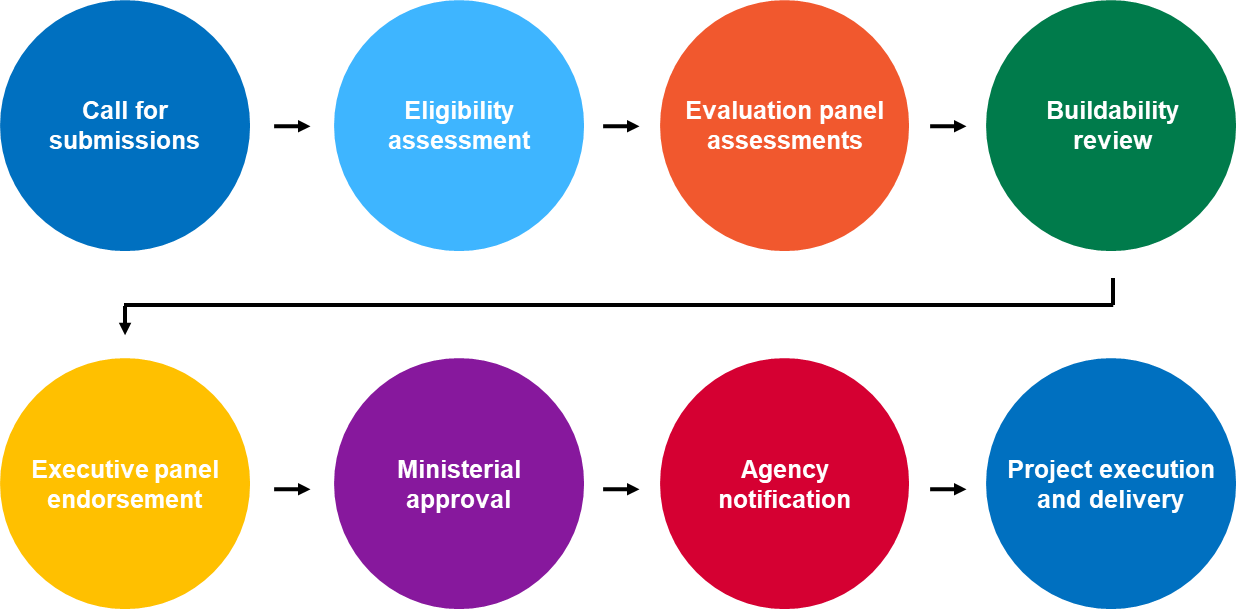 Call for
submissions
Eligibility
assessment
Evaluation panel
assessments
Buildability
review
Executive panel
endorsement
Ministerial
approval
Agency
notification
Project execution
and delivery